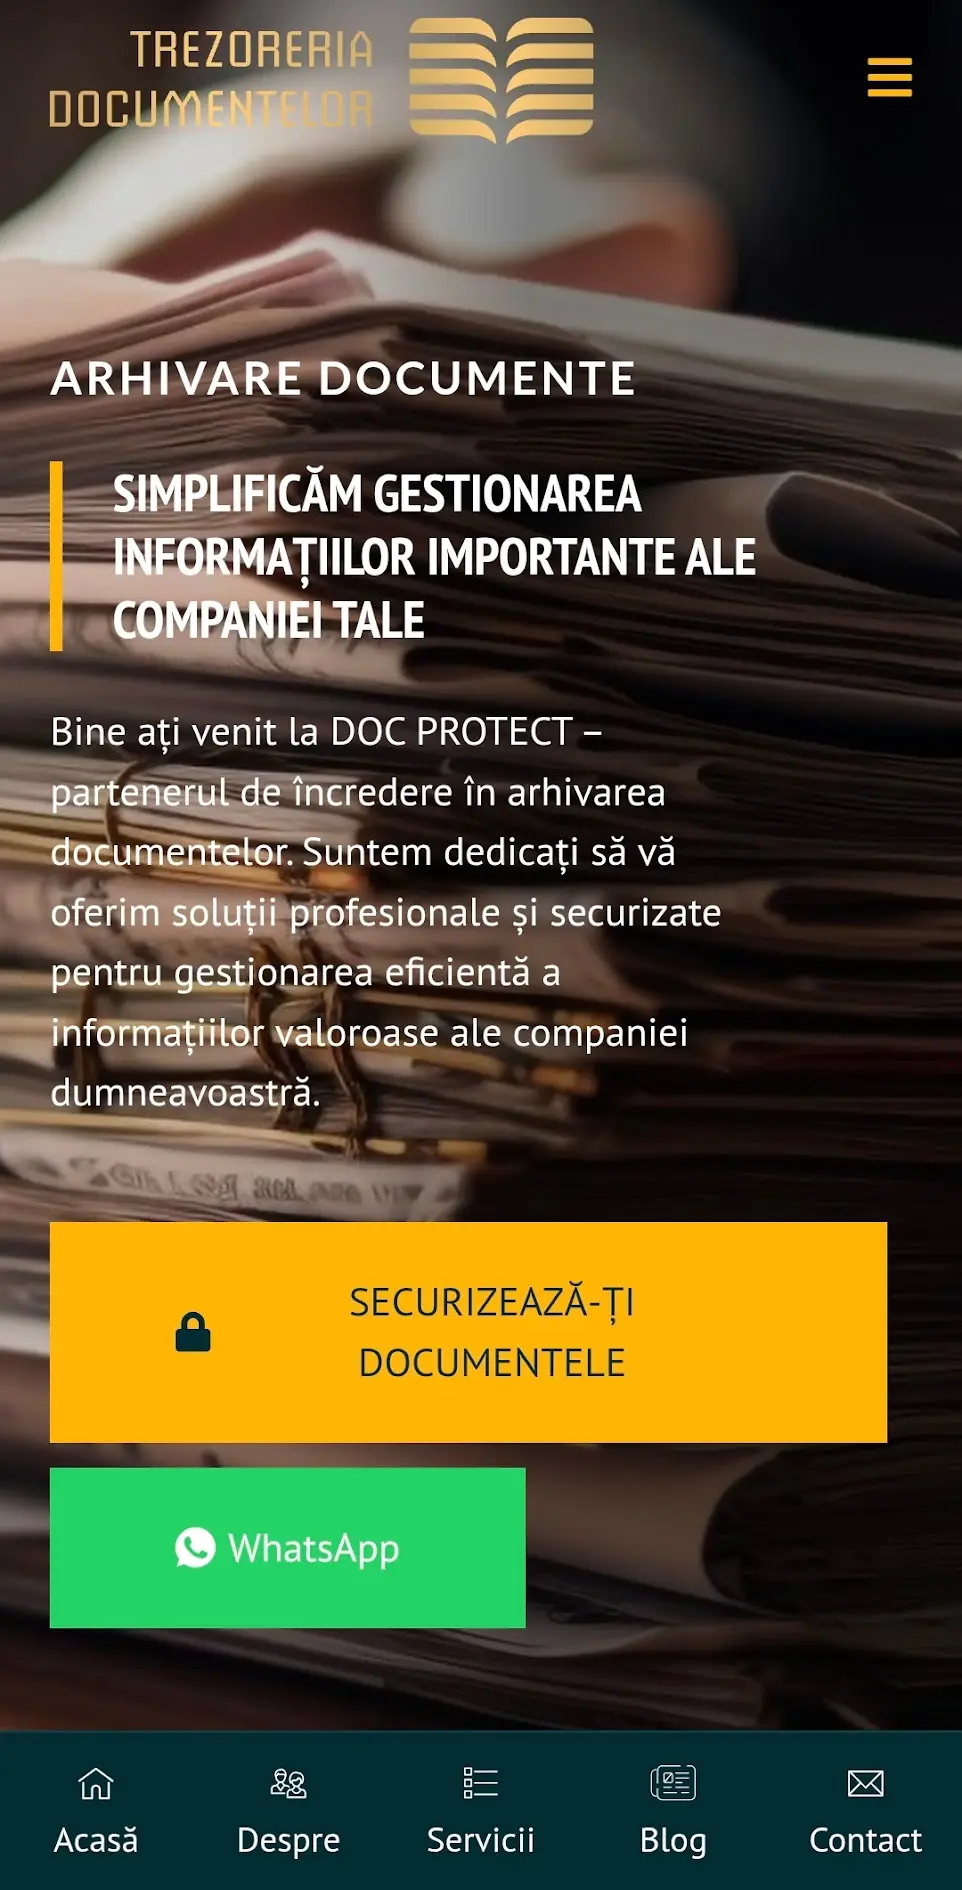 TREZORERIA
DOCUMENTELOR
ARHIVARE DOCUMENTE
SIMPLIFICĂM GESTIONAREA
INFORMAȚIILOR IMPORTANTE ALE
COMPANIEI TALE
Bine ați venit la DOC PROTECT –
partenerul de încredere în arhivarea
documentelor. Suntem dedicați să vă
oferim soluții profesionale și securizate
pentru gestionarea eficientă a
informațiilor valoroase ale companiei
dumneavoastră.
SECURIZEAZĂ-ȚI
DOCUMENTELE
WhatsApp
Acasă Despre Servicii Blog Contact